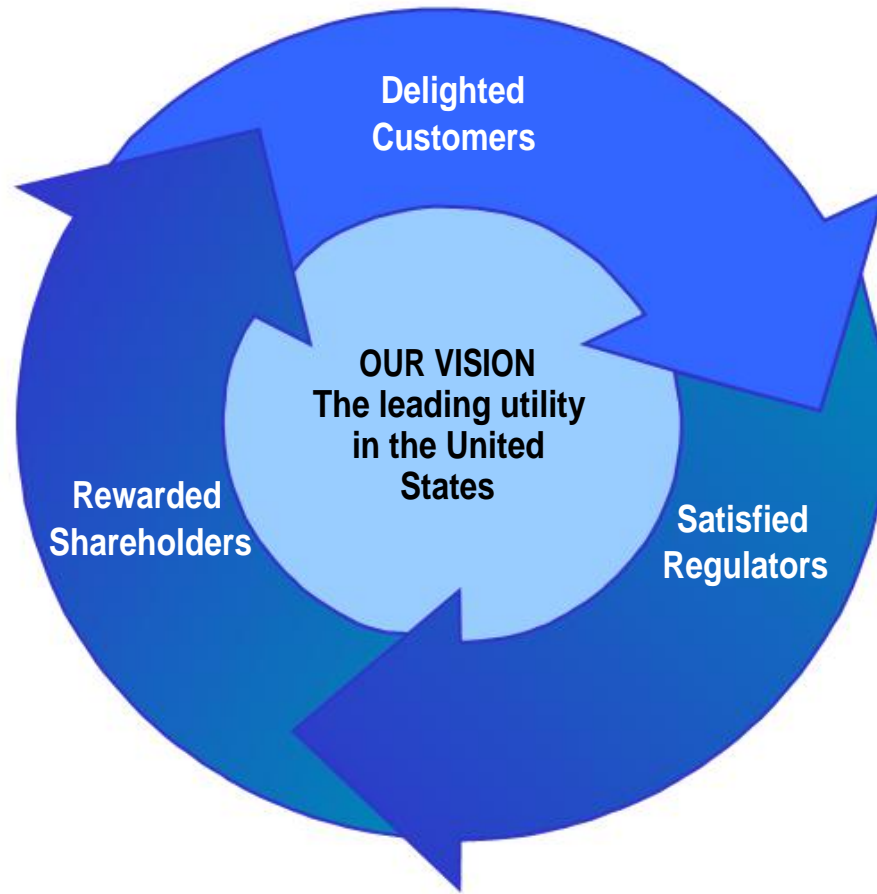 Delighted
Customers
OUR VISION
The leading utility
in the United
States
Rewarded
Shareholders
Satisfied
Regulators